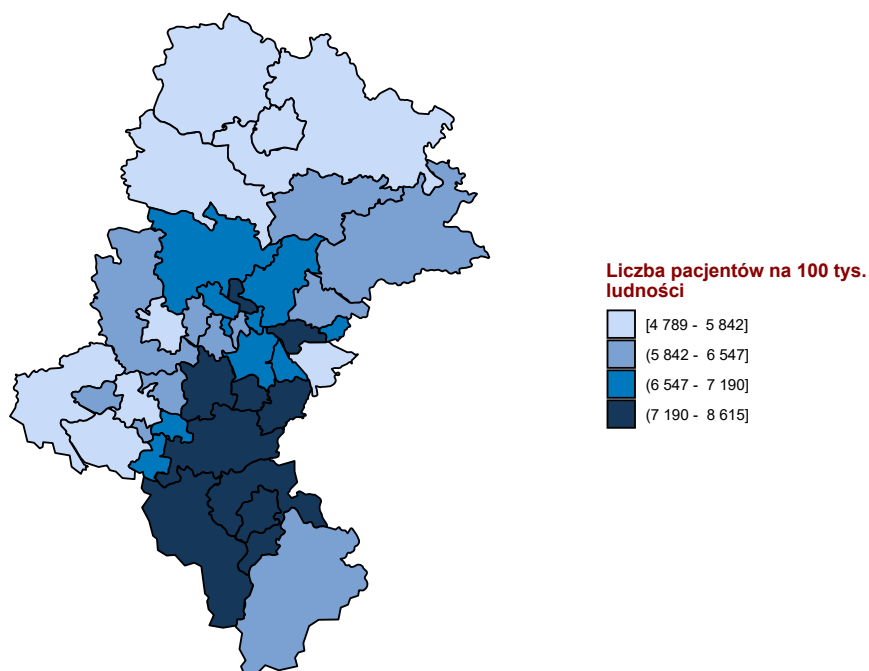 Liczba pacjentów na 100 tys.
ludności
[4 789 - 5 842]
(5 842 - 6 547]
(6 547 - 7 190]
(7 190 - 8 615]